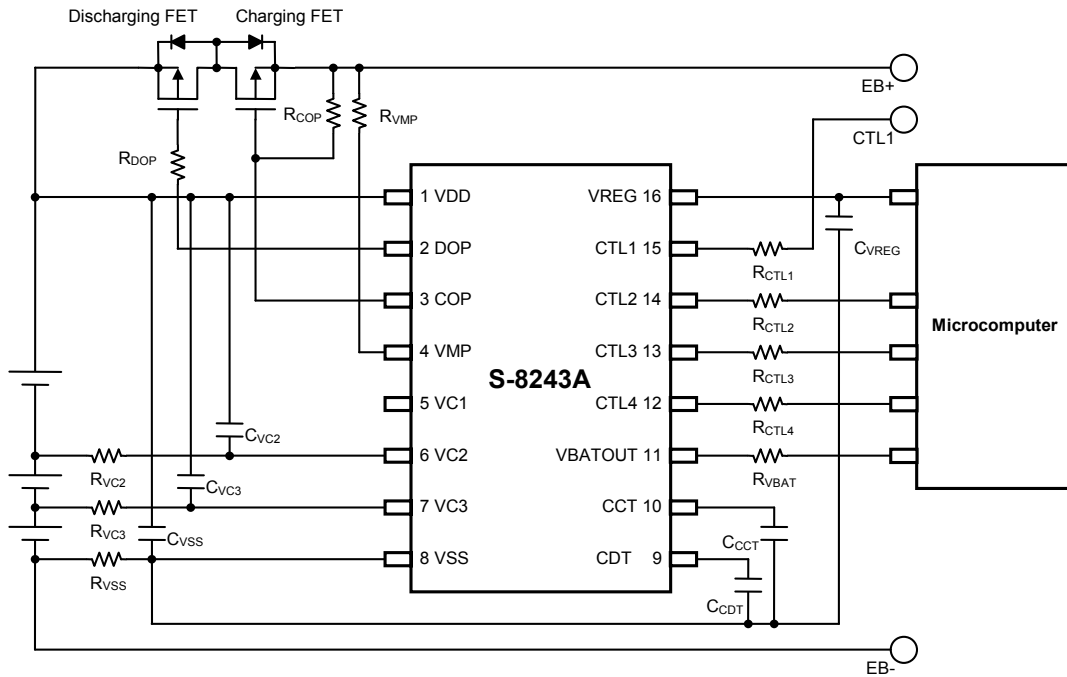 Discharging FET
Charging FET
EB+
RCOP
RVMP
CTL1
RDOP
1 VDD
VREG 16
2 DOP
CTL1 15
RCTL1
CVREG
3 COP
CTL2 14
RCTL2
Microcomputer
4 VMP
CTL3 13
RCTL3
S-8243A
5 VC1
CTL4 12
RCTL4
CVC2
6 VC2
VBATOUT 11
RVC2
RVBAT
CVC3
7 VC3
CCT 10
RVC3
CVSS
CCCT
8 VSS
CDT 9
RVSS
CCDT
EB-